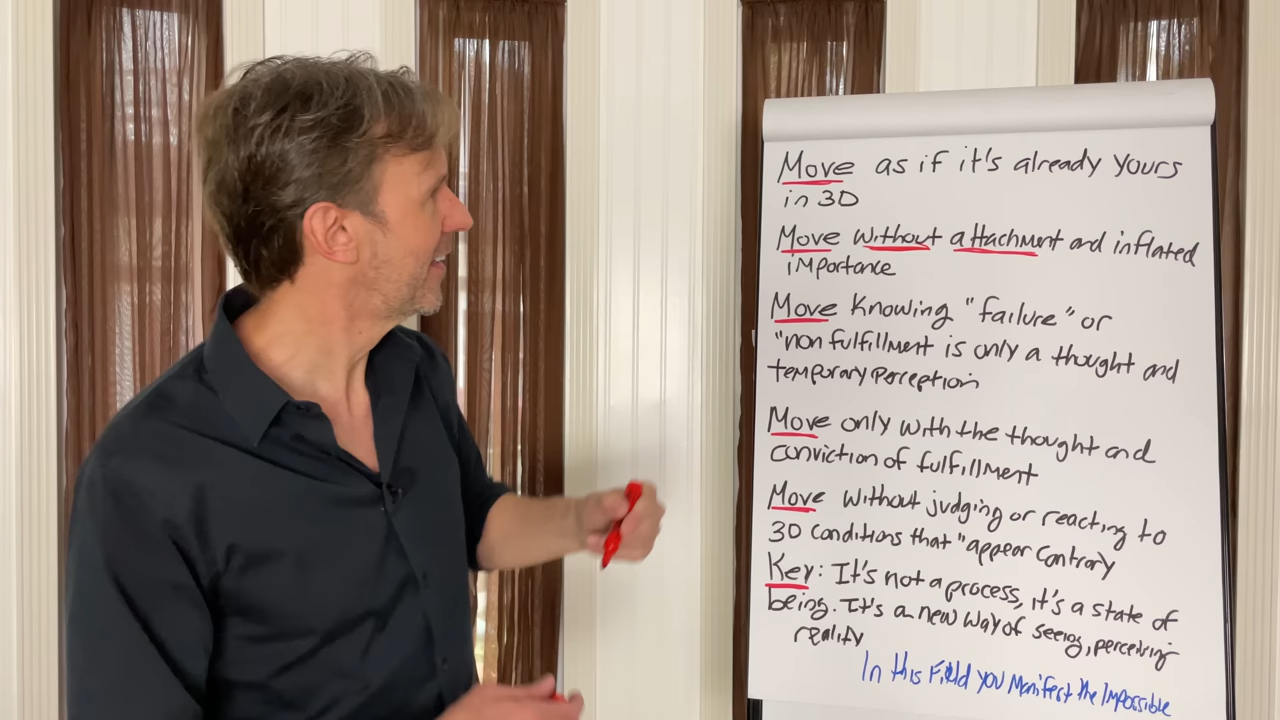 Move as if it's already yours
in 3D
Move without attachment and inflated
importance
Move Knowing "failure" or
"non fulfillment is only a thought and
temporary perception
Move only with the thought and
conviction of fulfillment
Move without judging or reacting to
3D conditions that "appear contrary
Key: It's not a process, it's a state of
being. It's a new way of seeing, perceiving
reality
In this Field you Manifest the Impossible